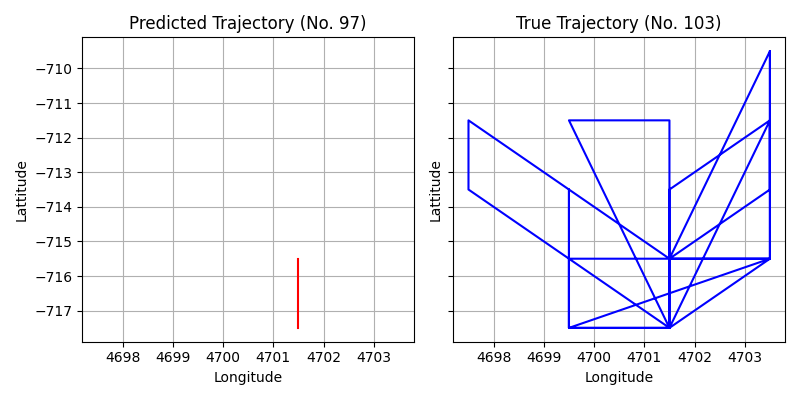 Predicted Trajectory (No. 97)
True Trajectory (No. 103)
−710
−711
−712
−713
−714
−715
−716
−717
Lattitude
Lattitude
4698 4699 4700 4701 4702 4703
4698 4699 4700 4701 4702 4703
Longitude
Longitude